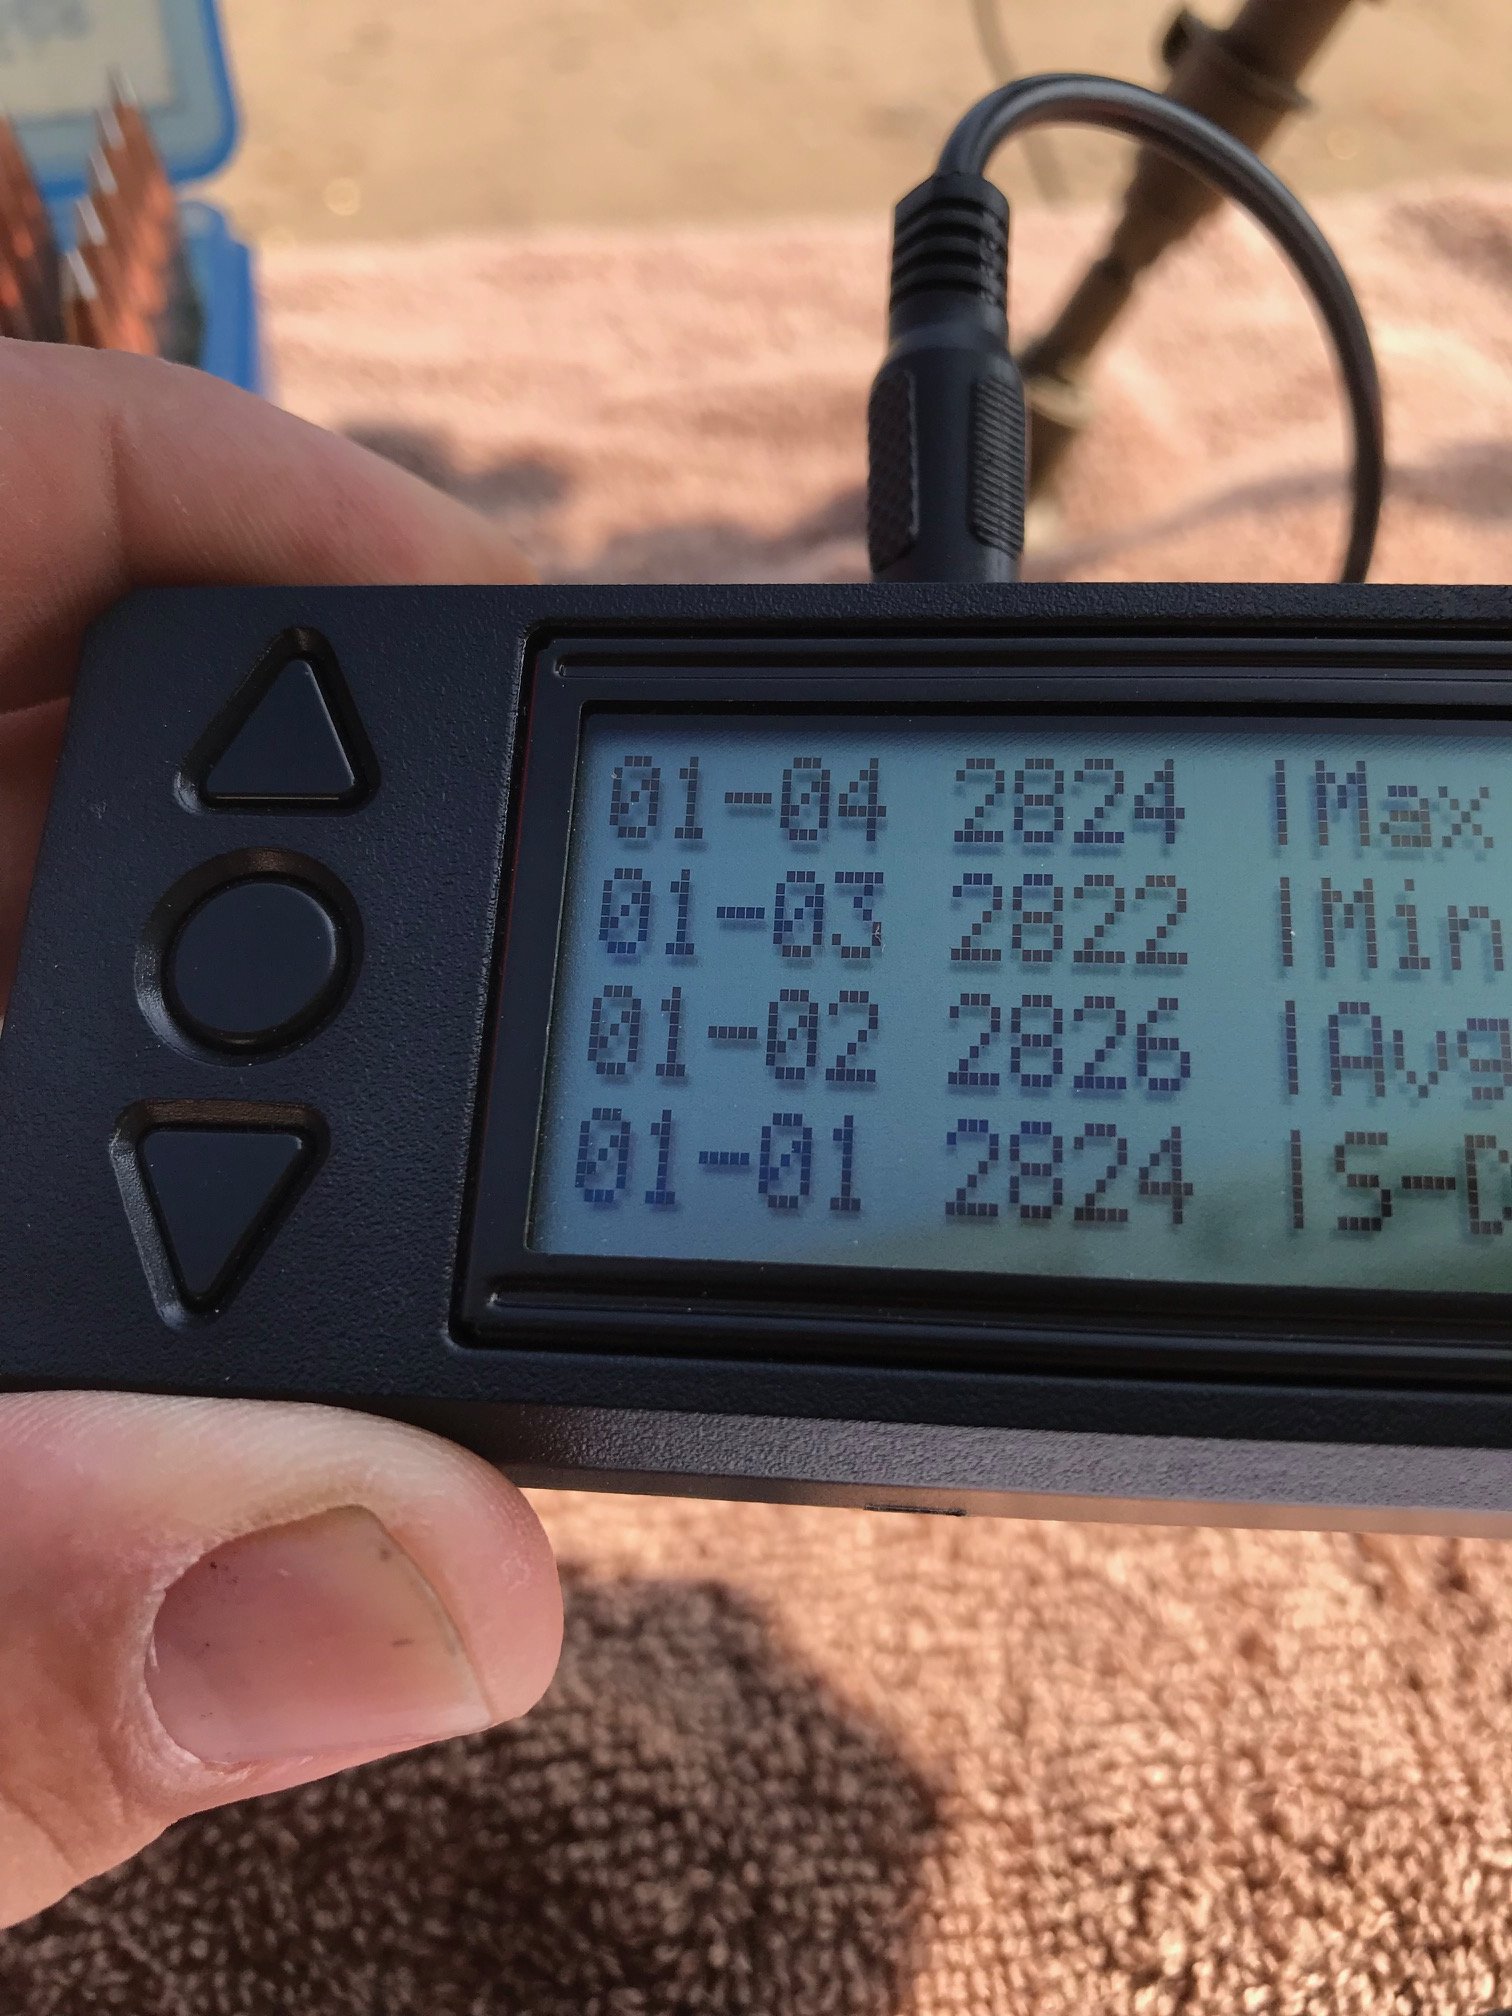 01-04 2824 |Max
01-03 2822 |Min
01-02 2826 |Avg
01-01 2824 |S-D